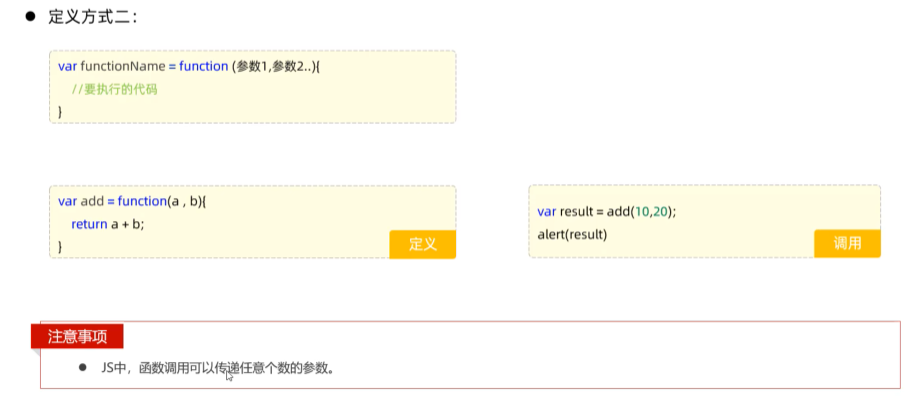 ● 定义方式二：
var functionName = function (参数1,参数2..){
//要执行的代码
}
var add = function(a , b){
return a + b;
}
定义
var result = add(10,20);
alert(result)
调用
注意事项
● JS中，函数调用可以传递任意个数的参数。